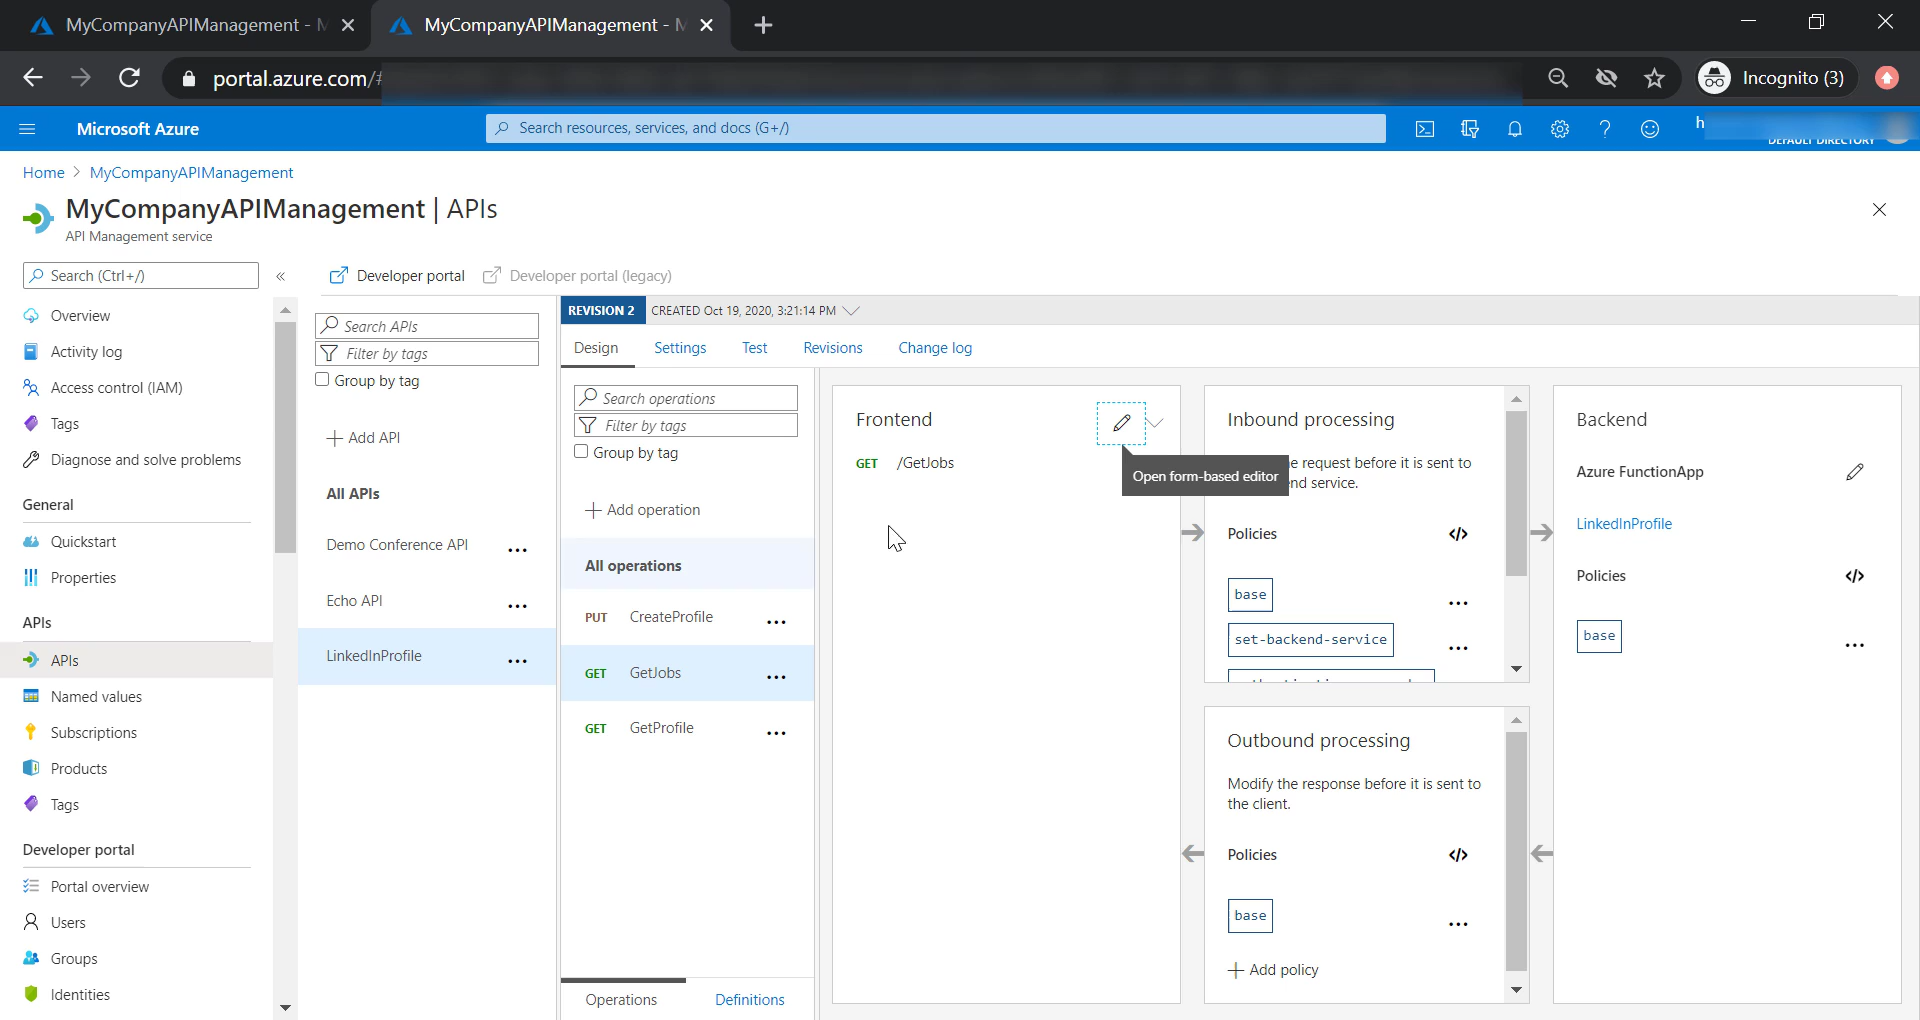 MyCompanyAPIManagement -
MyCompanyAPIManagement -
portal.azure.com/#
Incognito (3)
Microsoft Azure
Search resources, services, and docs (G+/)
h
DEFAULT DIRECTORY
Home > MyCompanyAPIManagement
MyCompanyAPIManagement | APIs
API Management service
Search (Ctrl+/)
«
Overview
Activity log
Access control (IAM)
Tags
Diagnose and solve problems
General
Quickstart
Properties
APIs
APIs
Named values
Subscriptions
Products
Tags
Developer portal
Portal overview
Users
Groups
Identities
Developer portal
Developer portal (legacy)
Search APIs
Filter by tags
Group by tag
Add API
All APIs
Demo Conference API
Echo API
LinkedInProfile
REVISION 2 CREATED Oct 19, 2020, 3:21:14 PM
Design Settings Test Revisions Change log
Search operations
Filter by tags
Group by tag
Add operation
All operations
PUT CreateProfile
GET GetJobs
GET GetProfile
Operations Definitions
Frontend
GET /GetJobs
Open form-based editor
Inbound processing
request before it is sent to
service.
Policies </>
base
set-backend-service
Outbound processing
Modify the response before it is sent to
the client.
Policies </>
base
Add policy
Backend
Azure FunctionApp
LinkedInProfile
Policies </>
base